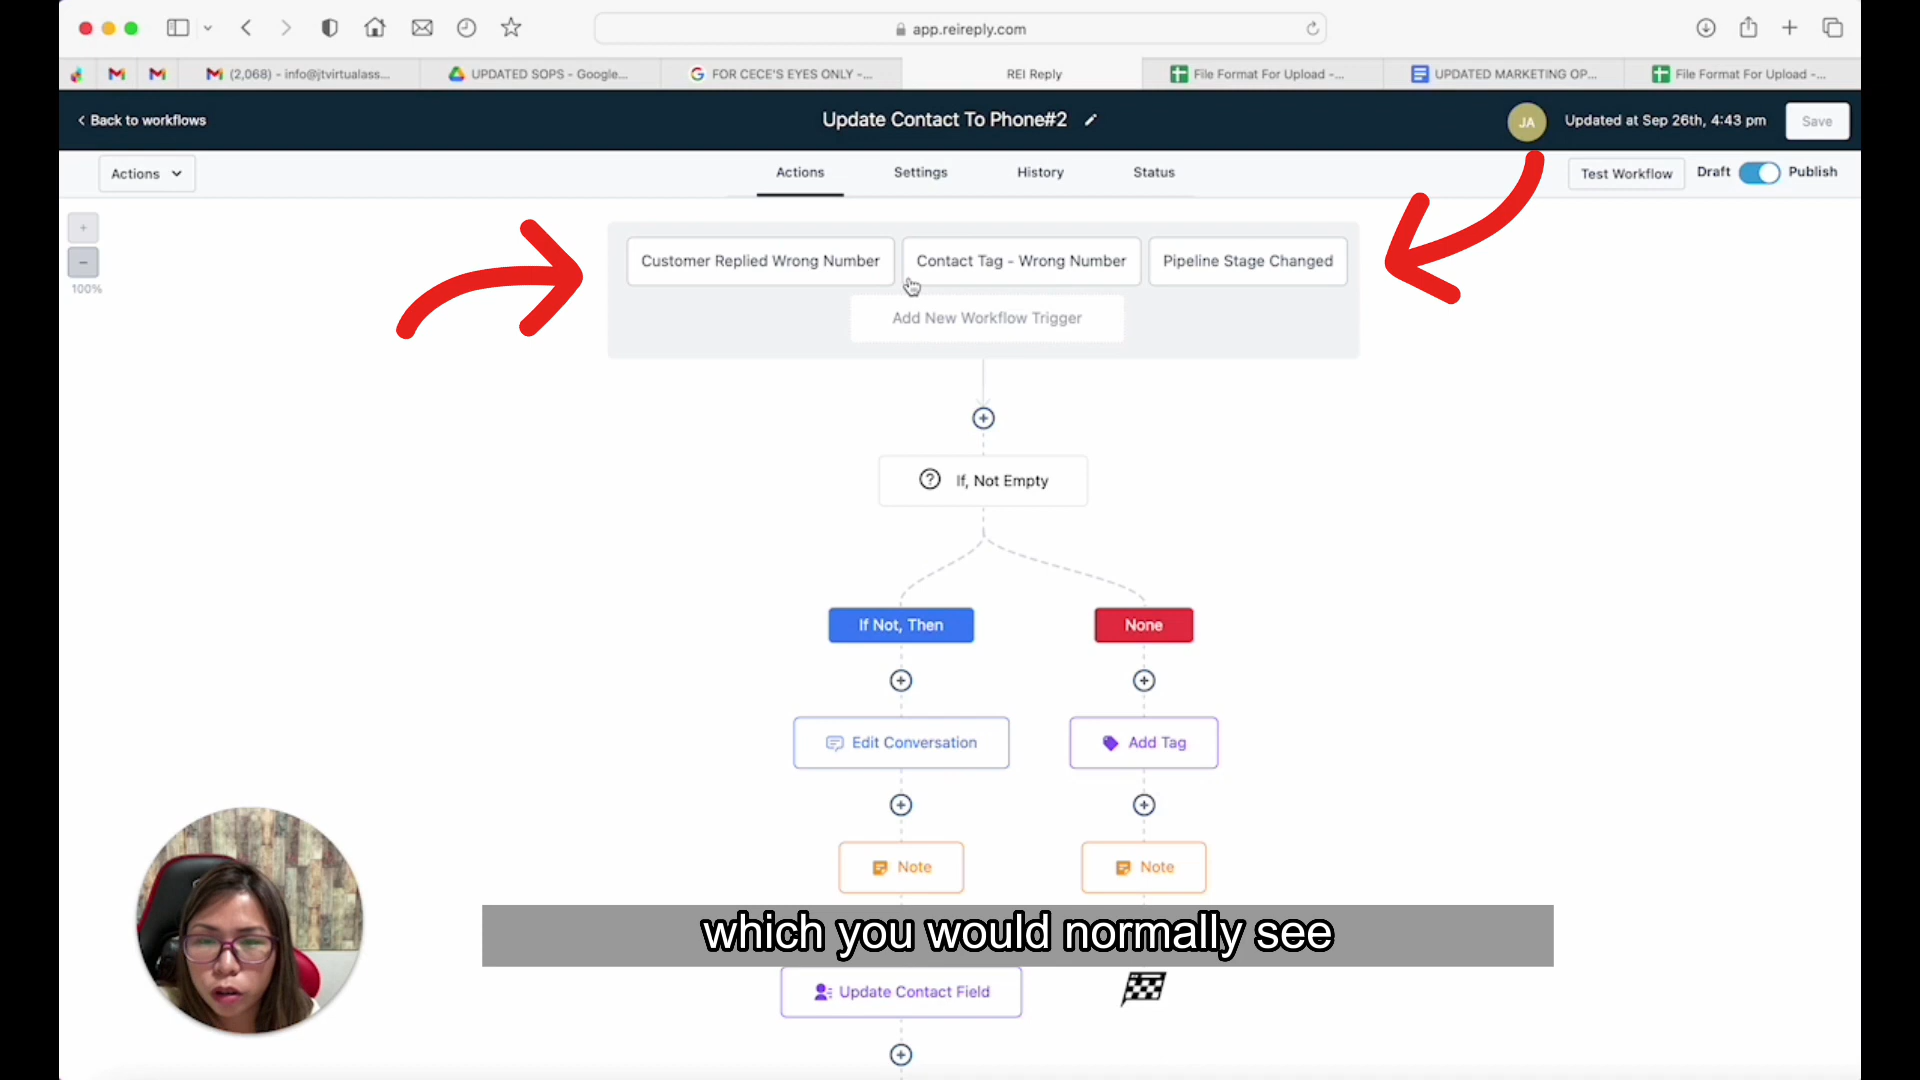 app.reireply.com
(2,068) - info@jtvirtualass...
UPDATED SOPS - Google...
FOR CECE'S EYES ONLY -...
REI Reply
File Format For Upload -...
UPDATED MARKETING OP...
File Format For Upload -...
Back to workflows
Update Contact To Phone#2
JA
Updated at Sep 26th, 4:43 pm
Save
Actions
Actions
Settings
History
Status
Test Workflow
Draft
Publish
100%
Customer Replied Wrong Number
Contact Tag - Wrong Number
Pipeline Stage Changed
Add New Workflow Trigger
If, Not Empty
If Not, Then
None
Edit Conversation
Add Tag
Note
Note
which you would normally see
Update Contact Field